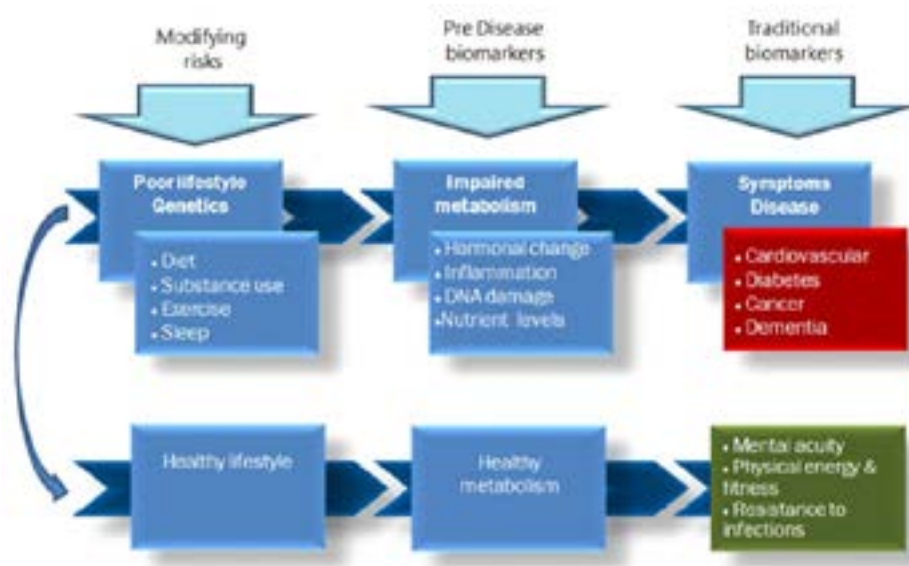 Modifying
risks
Pre Disease
biomarkers
Traditional
biomarkers
Poor lifestyle
Genetics
• Diet
• Substance use
• Exercise
• Sleep
Impaired
metabolism
• Hormonal change
• Inflammation
• DNA damage
• Nutrient levels
Symptoms
Disease
• Cardiovascular
• Diabetes
• Cancer
• Dementia
Healthy lifestyle
Healthy
metabolism
• Mental acuity
• Physical energy &
fitness
• Resistance to
infections